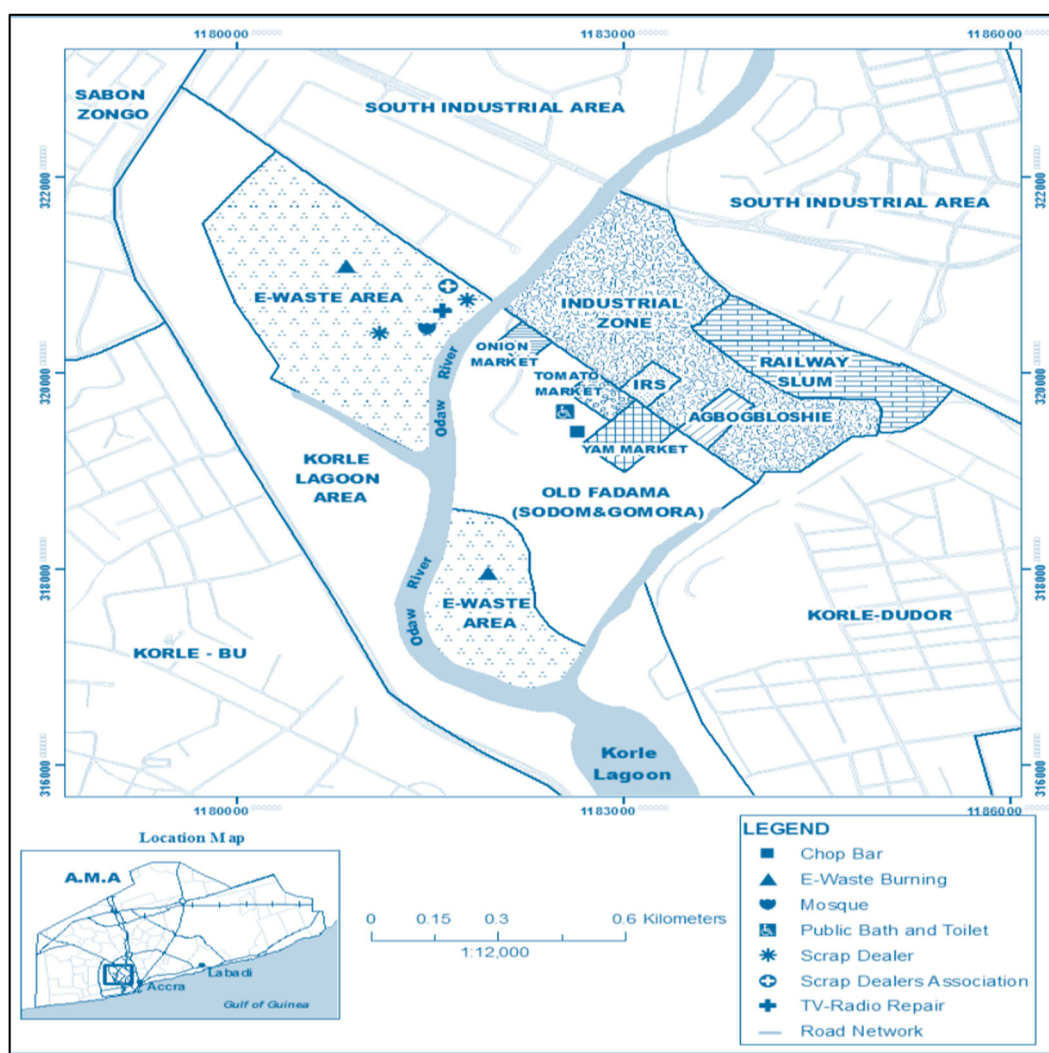 1180000
1183000
1186000
SABON
ZONGO
SOUTH INDUSTRIAL AREA
322000
322000
SOUTH INDUSTRIAL AREA
E-WASTE AREA
INDUSTRIAL
ZONE
ONION
MARKET
RAILWAY
SLUM
TOMATO
MARKET
IRS
320000
320000
Odaw River
AGBOGBLOSHIE
YAM MARKET
KORLE
LAGOON
AREA
OLD FADAMA
(SODOM&GOMORA)
318000
318000
Odaw River
E-WASTE
AREA
KORLE-DUDOR
KORLE - BU
Korle
Lagoon
316000
316000
1180000
1183000
1186000
Location Map
A.M.A
Labadi
Accra
Gulf of Guinea
0 0.15 0.3 0.6 Kilometers
1:12,000
LEGEND
Chop Bar
E-Waste Burning
Mosque
Public Bath and Toilet
Scrap Dealer
Scrap Dealers Association
TV-Radio Repair
Road Network